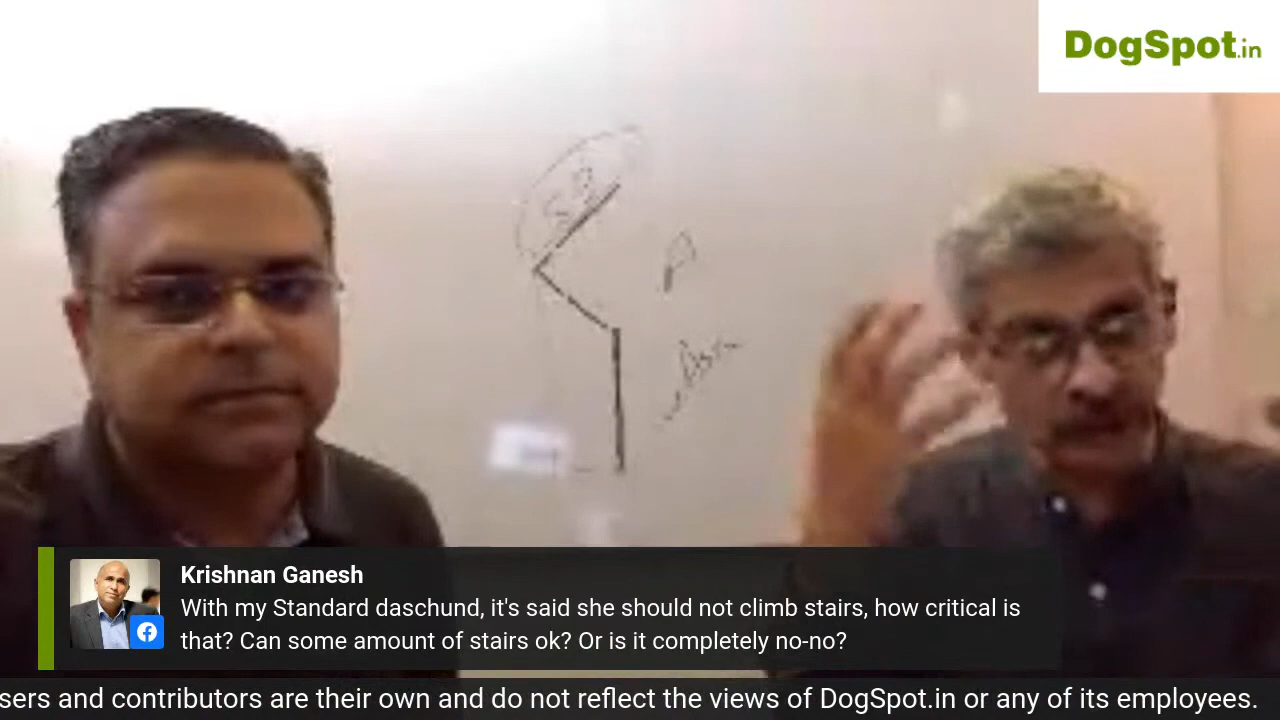 DogSpot.in
Krishnan Ganesh
With my Standard daschund, it's said she should not climb stairs, how critical is
that? Can some amount of stairs ok? Or is it completely no-no?
sers and contributors are their own and do not reflect the views of DogSpot.in or any of its employees.